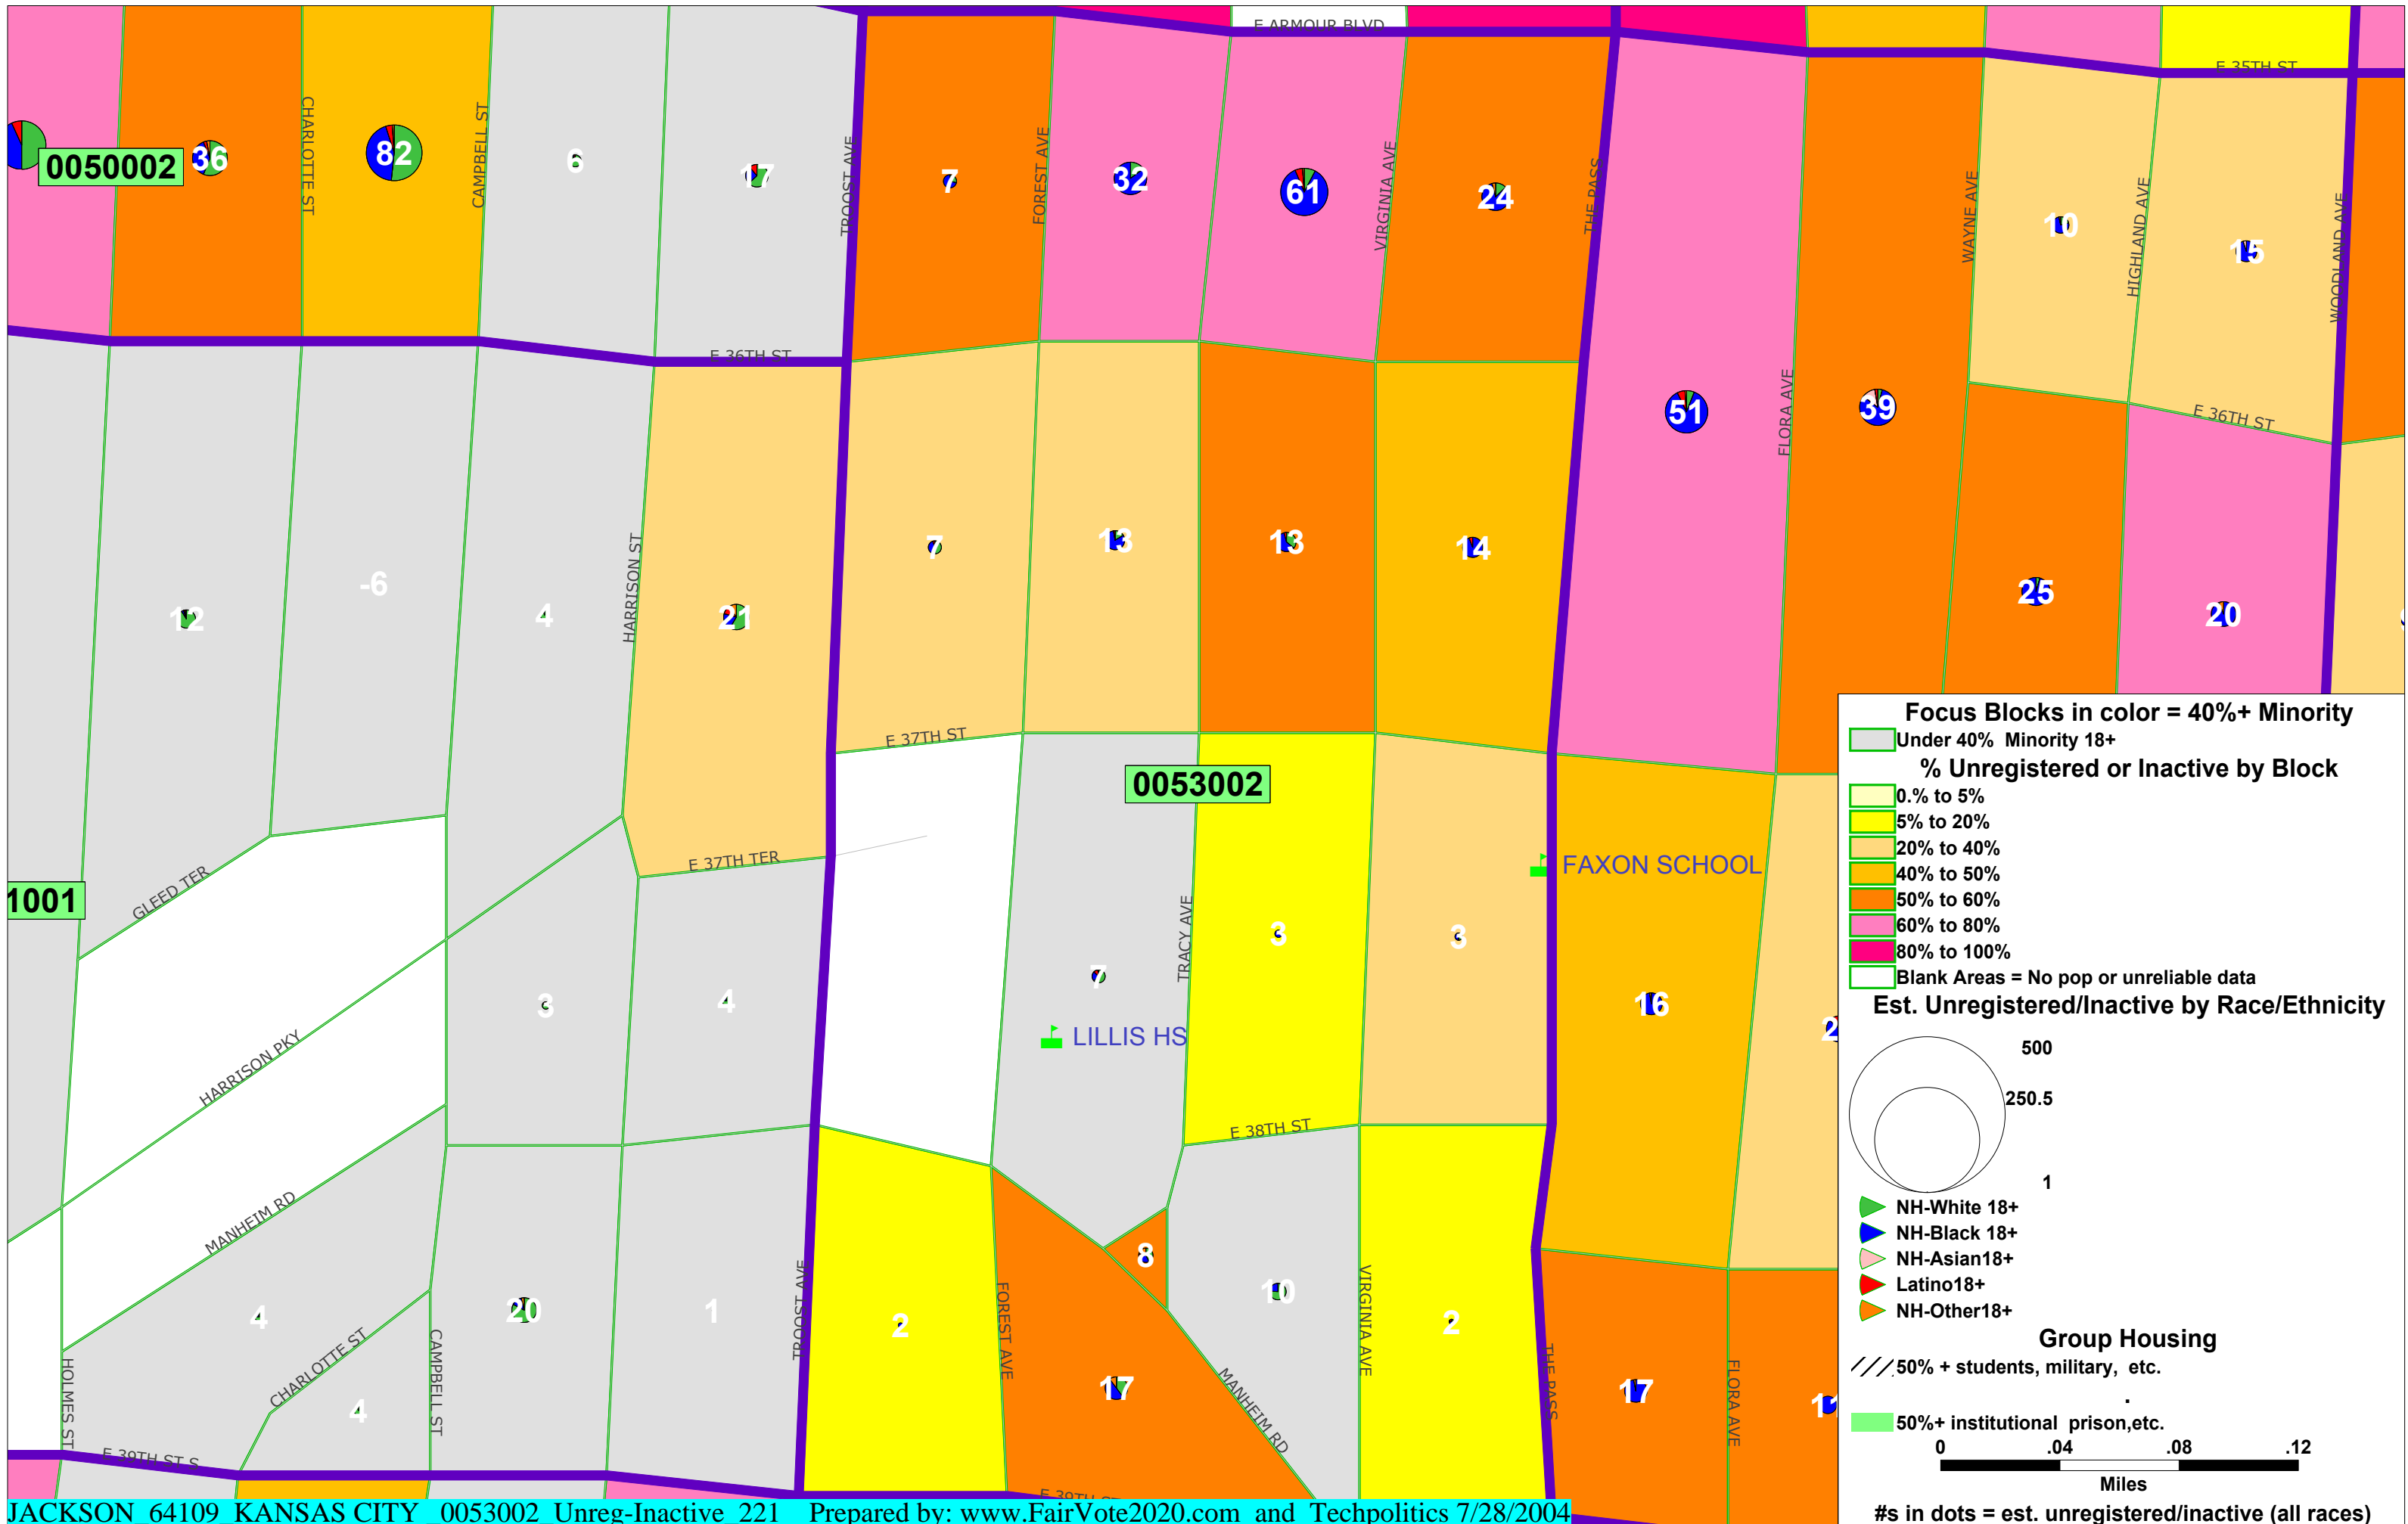 E ARMOUR BLVD
E 35TH ST
CHARLOTTE ST
CAMPBELL ST
TROOST AVE
FOREST AVE
VIRGINIA AVE
THE PASS
WAYNE AVE
HIGHLAND AVE
WOODLAND AVE
0050002
36
82
6
17
7
32
61
24
10
15
E 36TH ST
FLORA AVE
51
39
E 36TH ST
HARRISON ST
12
-6
4
21
7
13
13
14
25
20
E 37TH ST
0053002
E 37TH TER
GLEED TER
1001
FAXON SCHOOL
TRACY AVE
3
3
7
3
4
16
LILLIS HS
HARRISON PKY
E 38TH ST
MANHEIM RD
8
10
4
20
1
2
2
TROOST AVE
FOREST AVE
VIRGINIA AVE
THE PASS
FLORA AVE
HOLMES ST
CHARLOTTE ST
CAMPBELL ST
MANHEIM RD
4
17
17
11
E 39TH ST S
Focus Blocks in color = 40%+ Minority
Under 40% Minority 18+
% Unregistered or Inactive by Block
0.% to 5%
5% to 20%
20% to 40%
40% to 50%
50% to 60%
60% to 80%
80% to 100%
Blank Areas = No pop or unreliable data
Est. Unregistered/Inactive by Race/Ethnicity
500
250.5
1
NH-White 18+
NH-Black 18+
NH-Asian18+
Latino18+
NH-Other18+
Group Housing
50% + students, military, etc.
.
50%+ institutional prison,etc.
0 .04 .08 .12
Miles
#s in dots = est. unregistered/inactive (all races)
JACKSON 64109 KANSAS CITY 0053002 Unreg-Inactive 221 Prepared by: www.FairVote2020.com and Techpolitics 7/28/2004